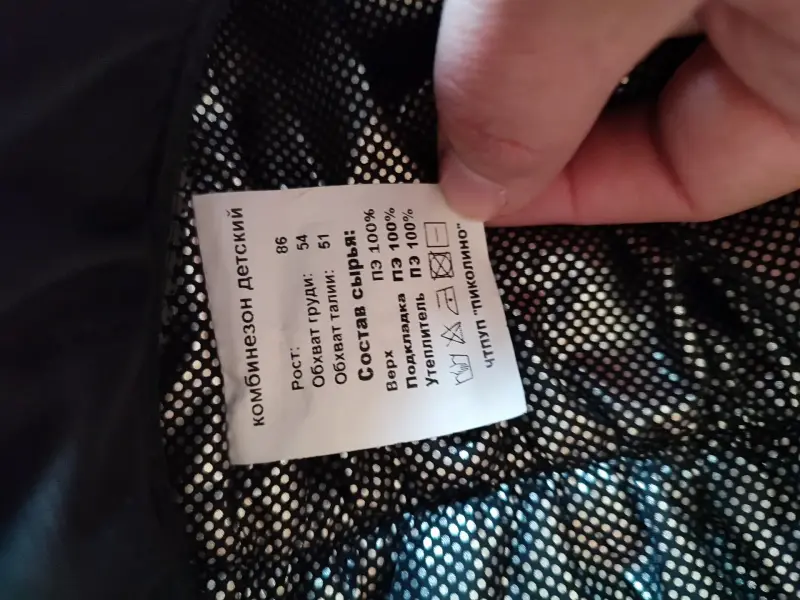 комбинезон детский
Рост: 86
Обхват груди: 54
Обхват талии: 51
Состав сырья:
Верх ПЭ 100%
Подкладка ПЭ 100%
Утеплитель ПЭ 100%
ЧТПУП "ПИКОЛИНО"